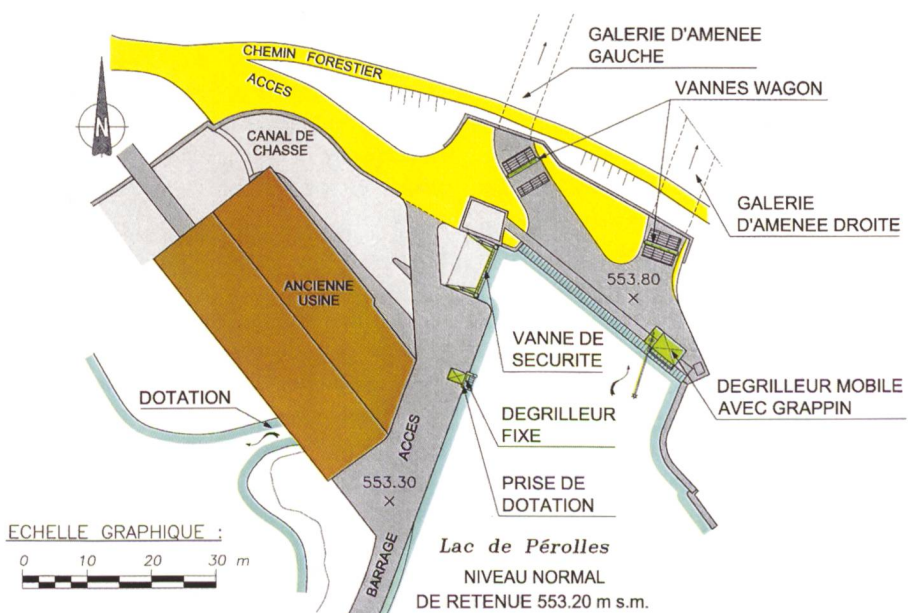 GALERIE D'AMENEE
GAUCHE
CHEMIN FORESTIER
ACCES
VANNES WAGON
N
CANAL DE
CHASSE
GALERIE
D'AMENEE DROITE
553.80
ANCIENNE
USINE
VANNE DE
SECURITE
DEGRILLEUR MOBILE
AVEC GRAPPIN
DOTATION
DEGRILLEUR
FIXE
ACCES
553.30
PRISE DE
DOTATION
ECHELLE GRAPHIQUE :
0 10 20 30 m
BARRAGE
Lac de Pérolles
NIVEAU NORMAL
DE RETENUE 553.20 m s.m.